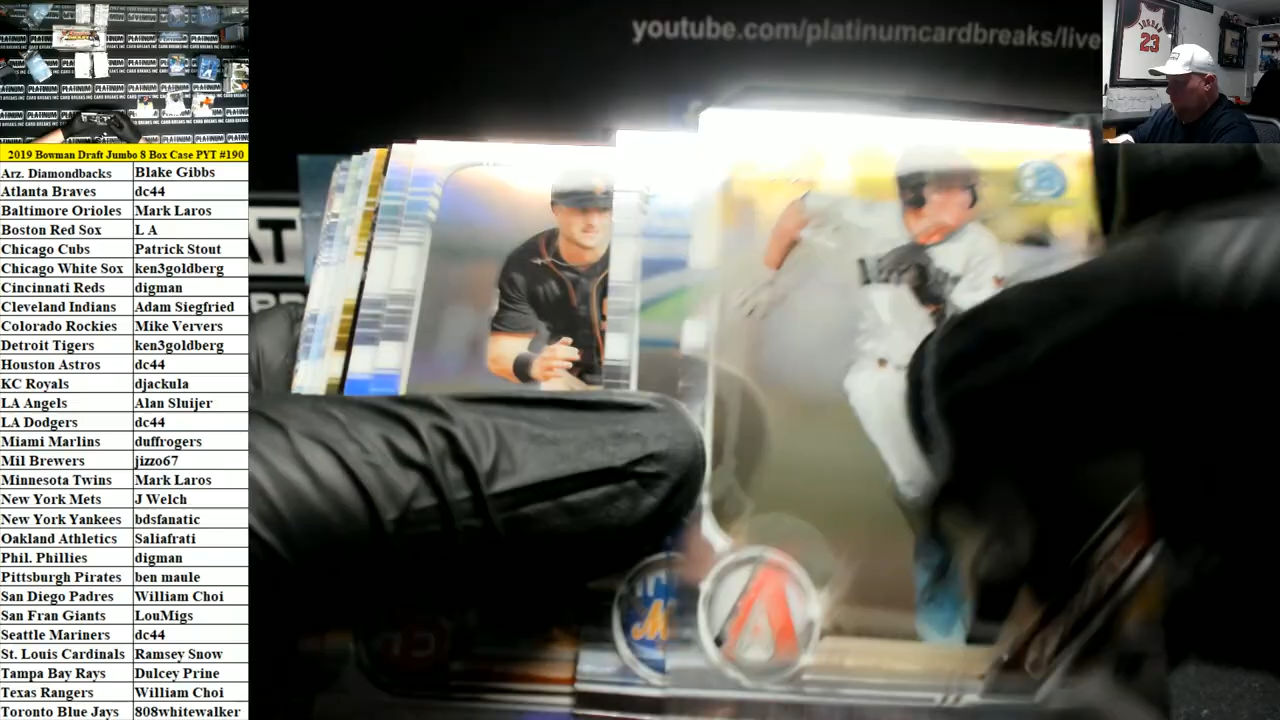 youtube.com/platinumcardbreaks/live
23
2019 Bowman Draft Jumbo 8 Box Case PYT #190
Arz. Diamondbacks Blake Gibbs
Atlanta Braves dc44
Baltimore Orioles Mark Laros
Boston Red Sox L A
Chicago Cubs Patrick Stout
Chicago White Sox ken3goldberg
Cincinnati Reds digman
Cleveland Indians Adam Siegfried
Colorado Rockies Mike Ververs
Detroit Tigers ken3goldberg
Houston Astros dc44
KC Royals djackula
LA Angels Alan Sluijer
LA Dodgers dc44
Miami Marlins duffrogers
Mil Brewers jizzo67
Minnesota Twins Mark Laros
New York Mets J Welch
New York Yankees bdsfanatic
Oakland Athletics Saliafrati
Phil. Phillies digman
Pittsburgh Pirates ben maule
San Diego Padres William Choi
San Fran Giants LouMigs
Seattle Mariners dc44
St. Louis Cardinals Ramsey Snow
Tampa Bay Rays Dulcey Prine
Texas Rangers William Choi
Toronto Blue Jays 808whitewalker